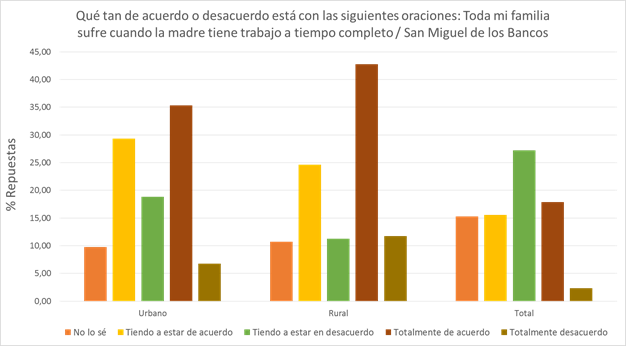 Qué tan de acuerdo o desacuerdo está con las siguientes oraciones: Toda mi familia
sufre cuando la madre tiene trabajo a tiempo completo / San Miguel de los Bancos
% Repuestas
45,00
40,00
35,00
30,00
25,00
20,00
15,00
10,00
5,00
0,00
Urbano Rural Total
No lo sé Tiendo a estar de acuerdo Tiendo a estar en desacuerdo Totalmente de acuerdo Totalmente desacuerdo